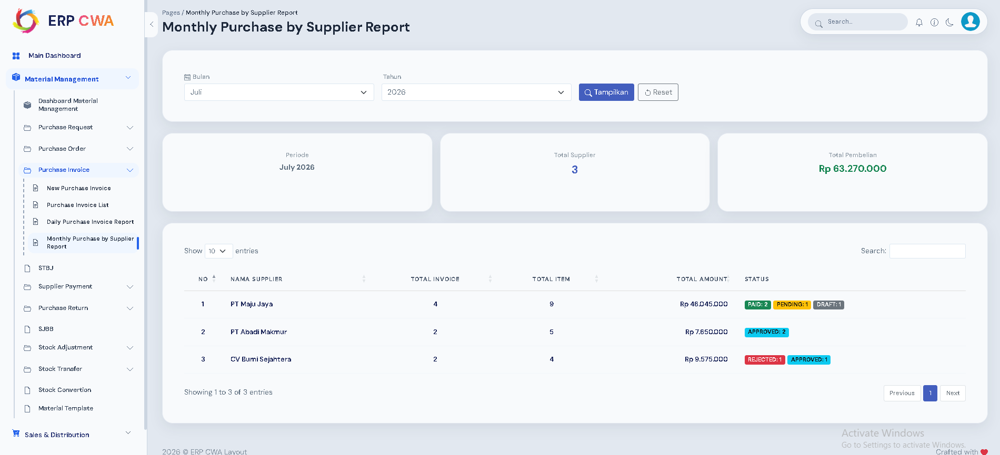 ERP CWA
Main Dashboard
Material Management
Dashboard Material
Management
Purchase Request
Purchase Order
Purchase Invoice
New Purchase Invoice
Purchase Invoice List
Daily Purchase Invoice Report
Monthly Purchase by Supplier
Report
STBJ
Supplier Payment
Purchase Return
SJBB
Stock Adjustment
Stock Transfer
Stock Convertion
Material Template
Sales & Distribution
Pages / Monthly Purchase by Supplier Report
Monthly Purchase by Supplier Report
Search...
Bulan
Tahun
Juli
2026
Tampilkan
Reset
Periode
July 2026
Total Supplier
3
Total Pembelian
Rp 63.270.000
Show 10 entries
Search:
NO NAMA SUPPLIER TOTAL INVOICE TOTAL ITEM TOTAL AMOUNT STATUS
1 PT Maju Jaya 4 9 Rp 46.045.000 PAID: 2 PENDING: 1 DRAFT: 1
2 PT Abadi Makmur 2 5 Rp 7.650.000 APPROVED: 2
3 CV Bumi Sejahtera 2 4 Rp 9.575.000 REJECTED: 1 APPROVED: 1
Showing 1 to 3 of 3 entries
Previous 1 Next
Activate Windows
Go to Settings to activate Windows.
2026 © ERP CWA Layout
Crafted with